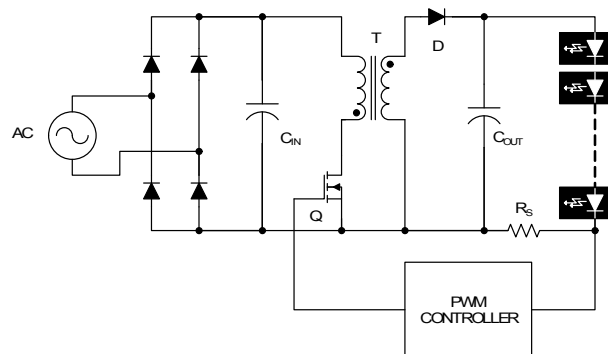 T
D
AC
C_IN
C_OUT
Q
R_S
PWM
CONTROLLER